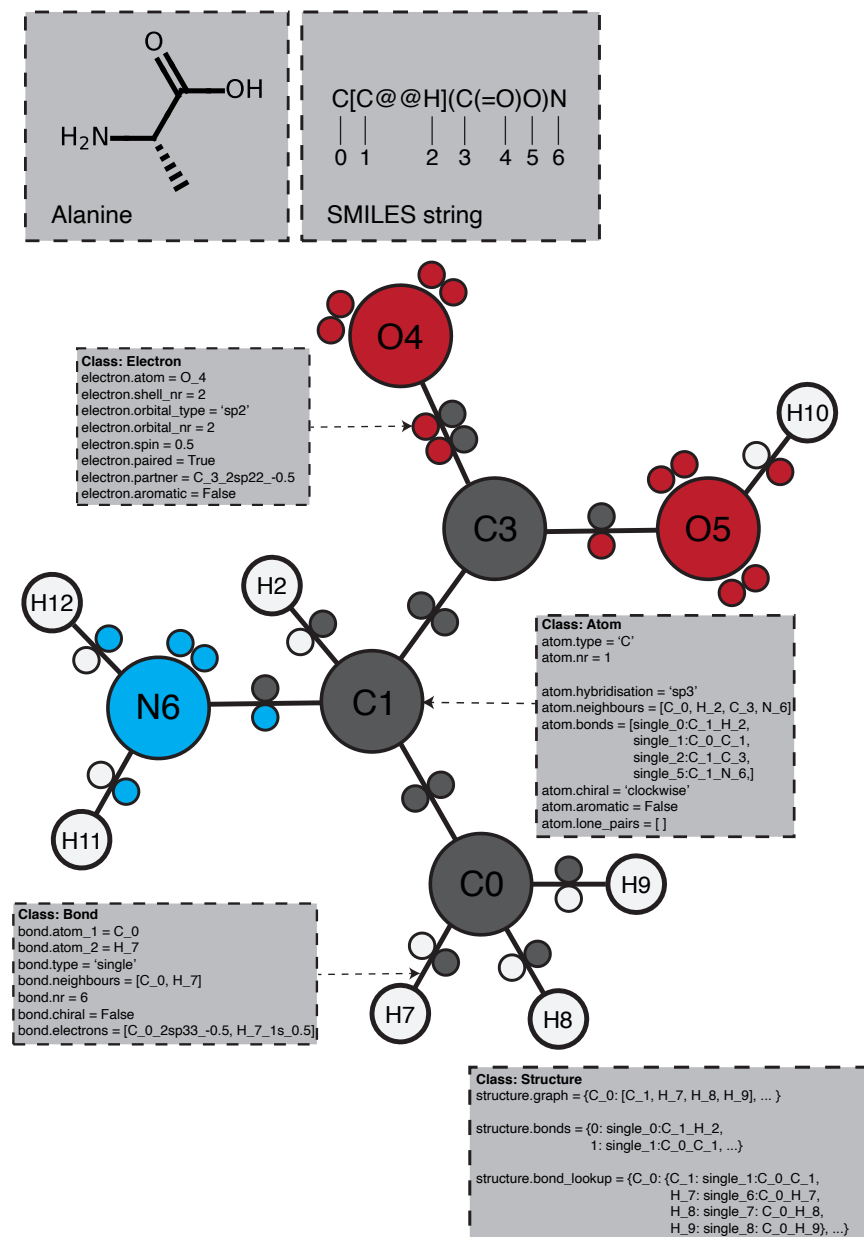 O
OH
H2N
Alanine
C[C@@H](C(=O)O)N
0 1 2 3 4 5 6
SMILES string
O4
Class: Electron
electron.atom = O_4
electron.shell_nr = 2
electron.orbital_type = ‘sp2’
electron.orbital_nr = 2
electron.spin = 0.5
electron.paired = True
electron.partner = C_3_2sp22_-0.5
electron.aromatic = False
H10
C3
O5
H12
H2
N6
C1
Class: Atom
atom.type = ‘C’
atom.nr = 1
atom.hybridisation = ‘sp3’
atom.neighbours = [C_0, H_2, C_3, N_6]
atom.bonds = [single_0:C_1_H_2,
single_1:C_0_C_1,
single_2:C_1_C_3,
single_5:C_1_N_6,]
atom.chiral = ‘clockwise’
atom.aromatic = False
atom.lone_pairs = [ ]
H11
C0
H9
Class: Bond
bond.atom_1 = C_0
bond.atom_2 = H_7
bond.type = ‘single’
bond.neighbours = [C_0, H_7]
bond.nr = 6
bond.chiral = False
bond.electrons = [C_0_2sp33_-0.5, H_7_1s_0.5]
H7
H8
Class: Structure
structure.graph = {C_0: [C_1, H_7, H_8, H_9], ... }
structure.bonds = {0: single_0:C_1_H_2,
1: single_1:C_0_C_1, ...}
structure.bond_lookup = {C_0: {C_1: single_1:C_0_C_1,
H_7: single_6:C_0_H_7,
H_8: single_7: C_0_H_8,
H_9: single_8: C_0_H_9}, ...}